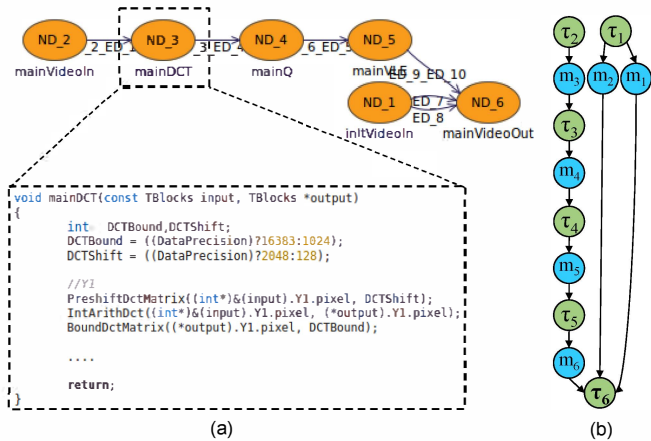 ND_2
ND_3
ND_4
ND_5
_2_ED_1
_3_ED_4
_6_ED_5
mainVideoIn
mainDCT
mainQ
mainVLE
ED_9_ED_10
ND_1
ED_7
ED_8
ND_6
inItVideoIn
mainVideoOut
void mainDCT(const TBlocks input, TBlocks *output)
{
int DCTBound,DCTShift;
DCTBound = ((DataPrecision)?16383:1024);
DCTShift = ((DataPrecision)?2048:128);
//Y1
PreshiftDctMatrix((int*)&(input).Y1.pixel, DCTShift);
IntArithDct((int*)&(input).Y1.pixel, (*output).Y1.pixel);
BoundDctMatrix((*output).Y1.pixel, DCTBound);
....
return;
}
(a)
τ2
τ1
m3
m2
m1
τ3
m4
τ4
m5
τ5
m6
τ6
(b)